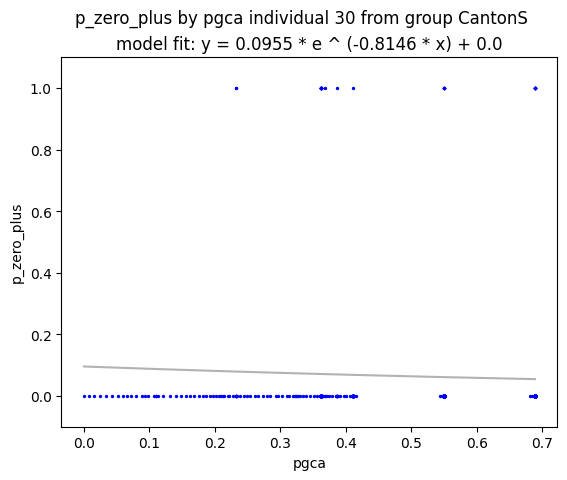 p_zero_plus by pgca individual 30 from group CantonS
model fit: y = 0.0955 * e ^ (-0.8146 * x) + 0.0
1.0
0.8
0.6
0.4
0.2
0.0
p_zero_plus
0.0 0.1 0.2 0.3 0.4 0.5 0.6 0.7
pgca